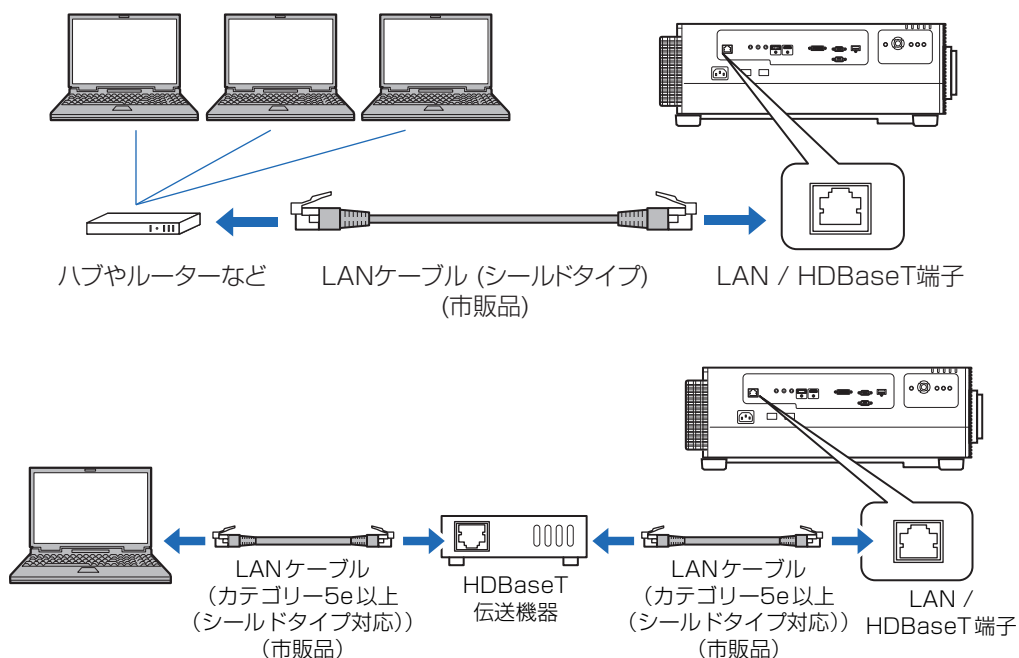 ハブやルーターなど
LANケーブル (シールドタイプ)
(市販品)
LAN / HDBaseT端子
LANケーブル
(カテゴリー5e以上
(シールドタイプ対応))
(市販品)
HDBaseT
伝送機器
LANケーブル
(カテゴリー5e以上
(シールドタイプ対応))
(市販品)
LAN /
HDBaseT端子